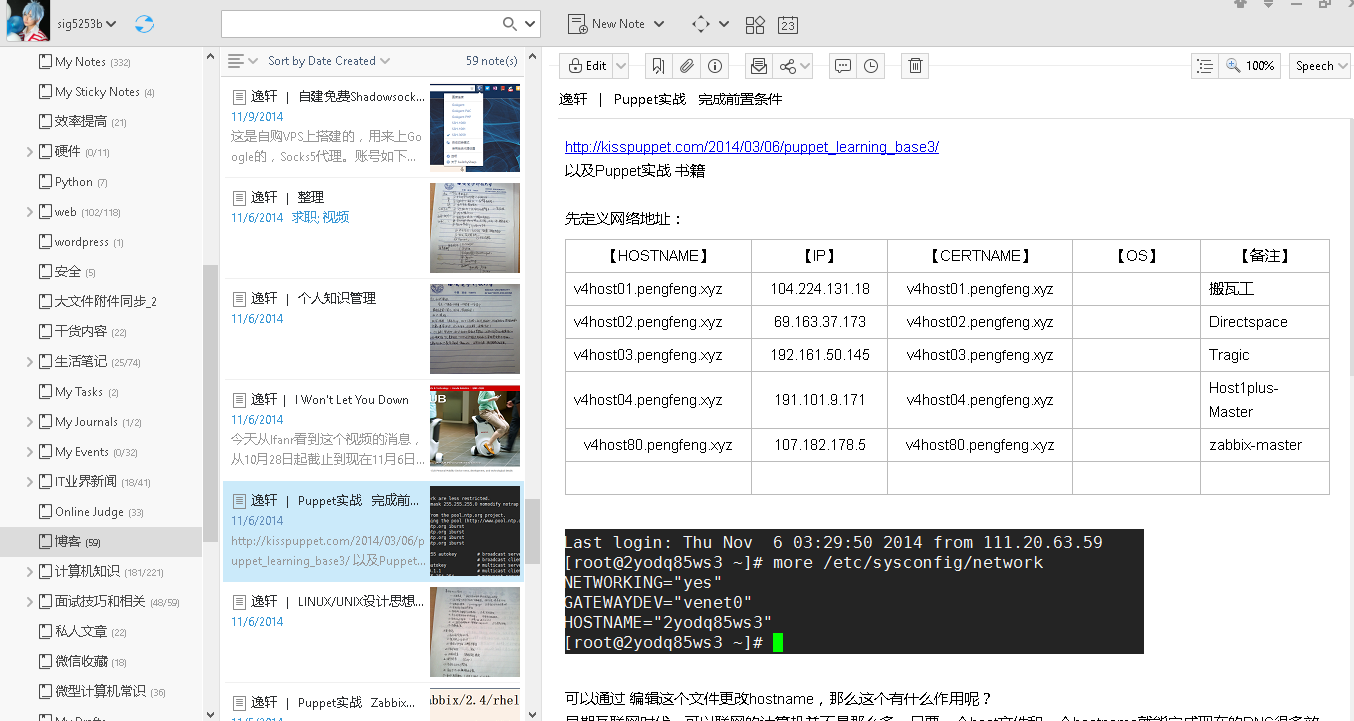 sig5253b
New Note
23
My Notes (332)
My Sticky Notes (4)
效率提高 (21)
硬件 (0/11)
Python (7)
web (102/118)
wordpress (1)
安全 (5)
大文件附件同步_2
干货内容 (22)
生活笔记 (25/74)
My Tasks (2)
My Journals (1/2)
My Events (0/32)
IT业界新闻 (18/41)
Online Judge (33)
博客 (59)
计算机知识 (181/221)
面试技巧和相关 (48/59)
私人文章 (22)
微信收藏 (18)
微型计算机常识 (36)
My Drafts
Sort by Date Created 59 note(s)
逸轩 | 自建免费Shadowsock...
11/9/2014
这是自购VPS上搭建的，用来上Go
ogle的，Socks5代理。账号如下...
逸轩 | 整理
11/6/2014 求职; 视频
逸轩 | 个人知识管理
11/6/2014
逸轩 | I Won't Let You Down
11/6/2014
今天从Ifanr看到这个视频的消息，
从10月28日起截止到现在11月6日...
逸轩 | Puppet实战 完成前...
11/6/2014
http://kisspuppet.com/2014/03/06/p
uppet_learning_base3/ 以及Puppet...
逸轩 | LINUX/UNIX设计思想...
11/6/2014
逸轩 | Puppet实战 Zabbix...
11/5/2014
abbix/2.4/rhel
Edit
100%
Speech
逸轩 | Puppet实战 完成前置条件
http://kisspuppet.com/2014/03/06/puppet_learning_base3/
以及Puppet实战 书籍
先定义网络地址：
【HOSTNAME】 【IP】 【CERTNAME】 【OS】 【备注】
v4host01.pengfeng.xyz 104.224.131.18 v4host01.pengfeng.xyz 搬瓦工
v4host02.pengfeng.xyz 69.163.37.173 v4host02.pengfeng.xyz Directspace
v4host03.pengfeng.xyz 192.161.50.145 v4host03.pengfeng.xyz Tragic
v4host04.pengfeng.xyz 191.101.9.171 v4host04.pengfeng.xyz Host1plus-
Master
v4host80.pengfeng.xyz 107.182.178.5 v4host80.pengfeng.xyz zabbix-master
Last login: Thu Nov  6 03:29:50 2014 from 111.20.63.59
[root@2yodq85ws3 ~]# more /etc/sysconfig/network
NETWORKING="yes"
GATEWAYDEV="venet0"
HOSTNAME="2yodq85ws3"
[root@2yodq85ws3 ~]#
可以通过 编辑这个文件更改hostname，那么这个有什么作用呢？